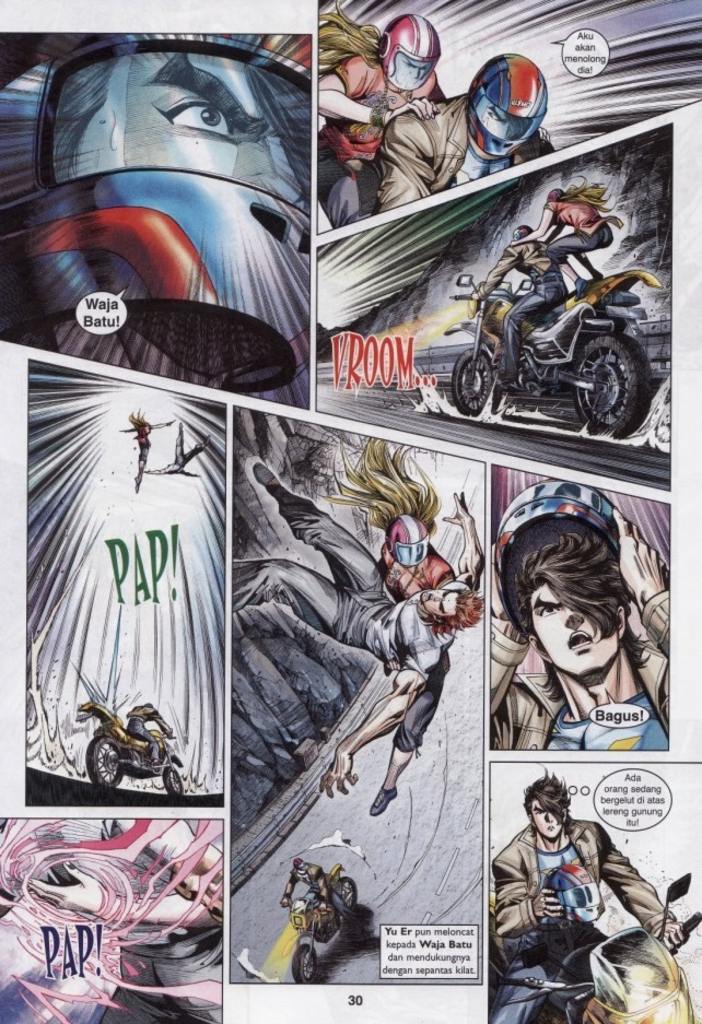 Waja
Batu!
Aku
akan
menolong
dia!
VROOM...
PAP!
Yu Er pun meloncat
kepada Waja Batu
dan mendukungnya
dengan sepantas kilat.
Bagus!
PAP!
Ada
orang sedang
bergelut di atas
lereng gunung
itu!
30